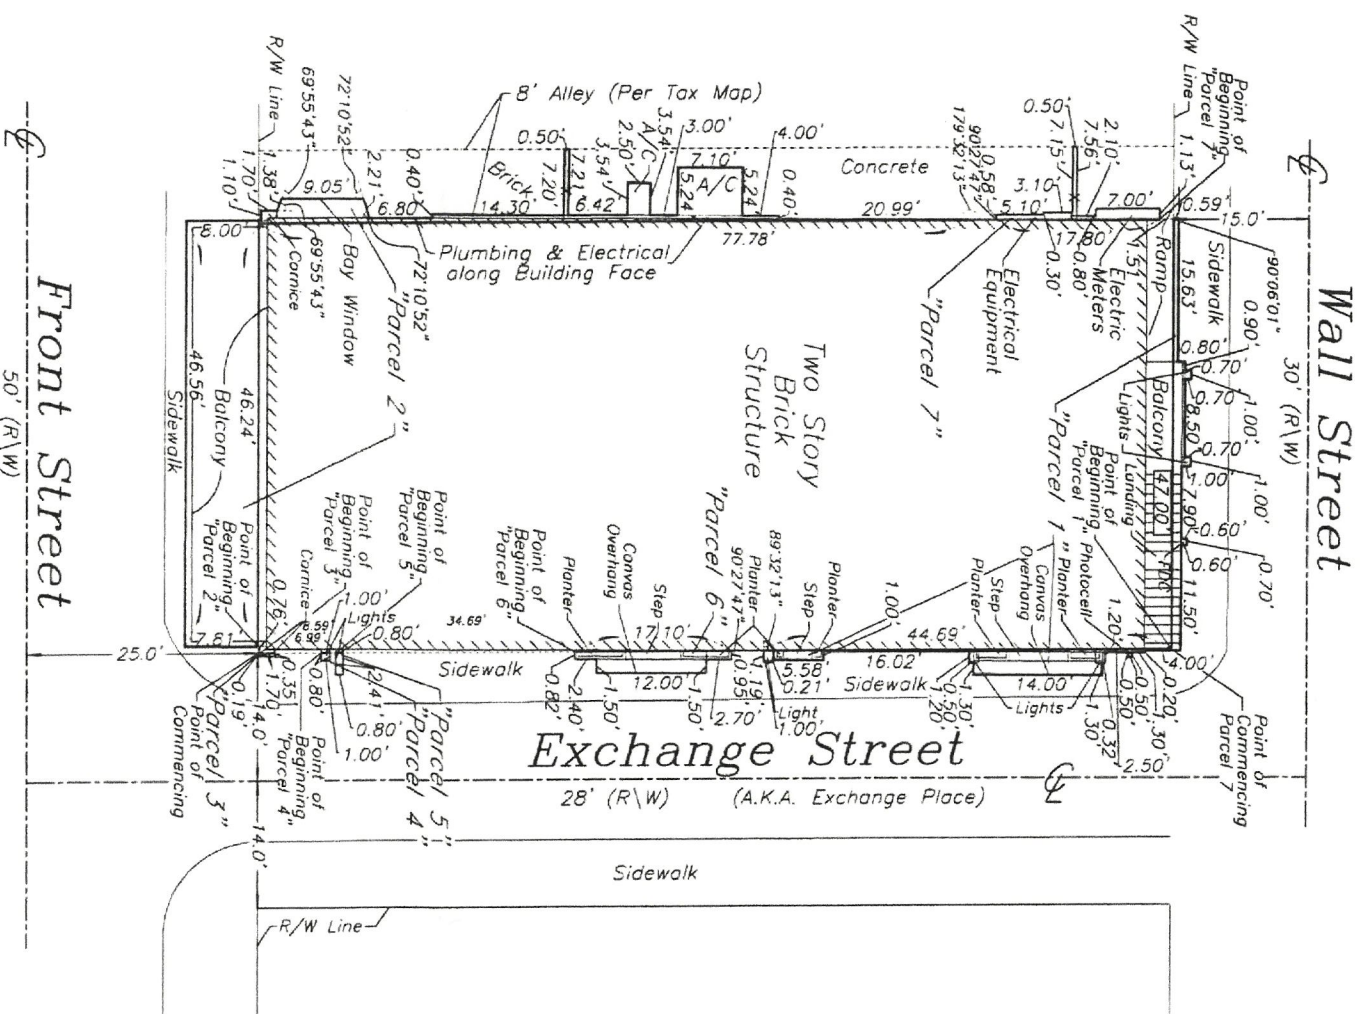 R/W Line
69°55'43"
72°10'52"
8' Alley (Per Tax Map)
R/W Line
Point of
Beginning
"Parcel 7"
1.13'
1.10'
1.70'
1.38'
9.05'
2.21'
0.40'
6.80'
Brick
14.30'
0.50'
7.20'
7.21'
6.42'
3.54'
2.50'
A/C
3.54'
3.00'
7.10'
5.24'
A/C
5.24'
4.00'
0.40'
Concrete
20.99'
179°32'13"
90°27'47"
0.58'
5.10'
3.10'
0.50'
7.15'
7.56'
2.10'
7.00'
0.59'
15.0'
8.00'
69°55'43"
Cornice
Bay Window
72°10'52"
"Parcel 2"
Plumbing & Electrical
along Building Face
77.78'
"Parcel 7"
Electrical
Equipment
0.30'
17.80'
0.80'
Electric
Meters
1.51'
Ramp
15.63'
Sidewalk
90°06'01"
0.90'
0.80'
0.70'
0.70'
1.00'
8.50'
0.70'
1.00'
1.00'
7.90'
0.60'
0.60'
0.70'
11.50'
Wall Street
30' (R\W)
Front Street
50' (R\W)
Sidewalk
46.56'
Balcony
46.24'
Two Story
Brick
Structure
"Parcel 1"
Lights
Balcony
Landing
47.00'
Point of
Beginning
"Parcel 1"
Photocell
Point of
Beginning
"Parcel 2"
7.81'
0.76'
Cornice
8.59'
6.99'
Point of
Beginning
"Parcel 3"
1.00'
Lights
0.80'
Point of
Beginning
"Parcel 5"
34.69'
Point of
Beginning
"Parcel 6"
Planter
Canvas
Overhang
Step
17.10'
"Parcel 6"
90°27'47"
Planter
89°32'13"
Step
Planter
1.00'
44.69'
Planter
Step
Canvas
Overhang
Planter
1.20'
4.00'
25.0'
Sidewalk
12.00'
0.82'
2.40'
1.50'
1.50'
2.70'
0.95'
1.19'
5.58'
0.21'
Light
1.00'
16.02'
Sidewalk
14.00'
1.20'
0.50'
1.30'
Lights
1.30'
0.32'
0.50'
0.50'
1.30'
0.20'
2.50'
Point of
Commencing
Parcel 7
Point of
Commencing
"Parcel 3"
0.19'
1.70'
0.35'
0.80'
2.41'
0.80'
1.00'
14.0'
Point of
Beginning
"Parcel 4"
"Parcel 5"
"Parcel 4"
Exchange Street
28' (R\W)
(A.K.A. Exchange Place)
14.0'
Sidewalk
R/W Line